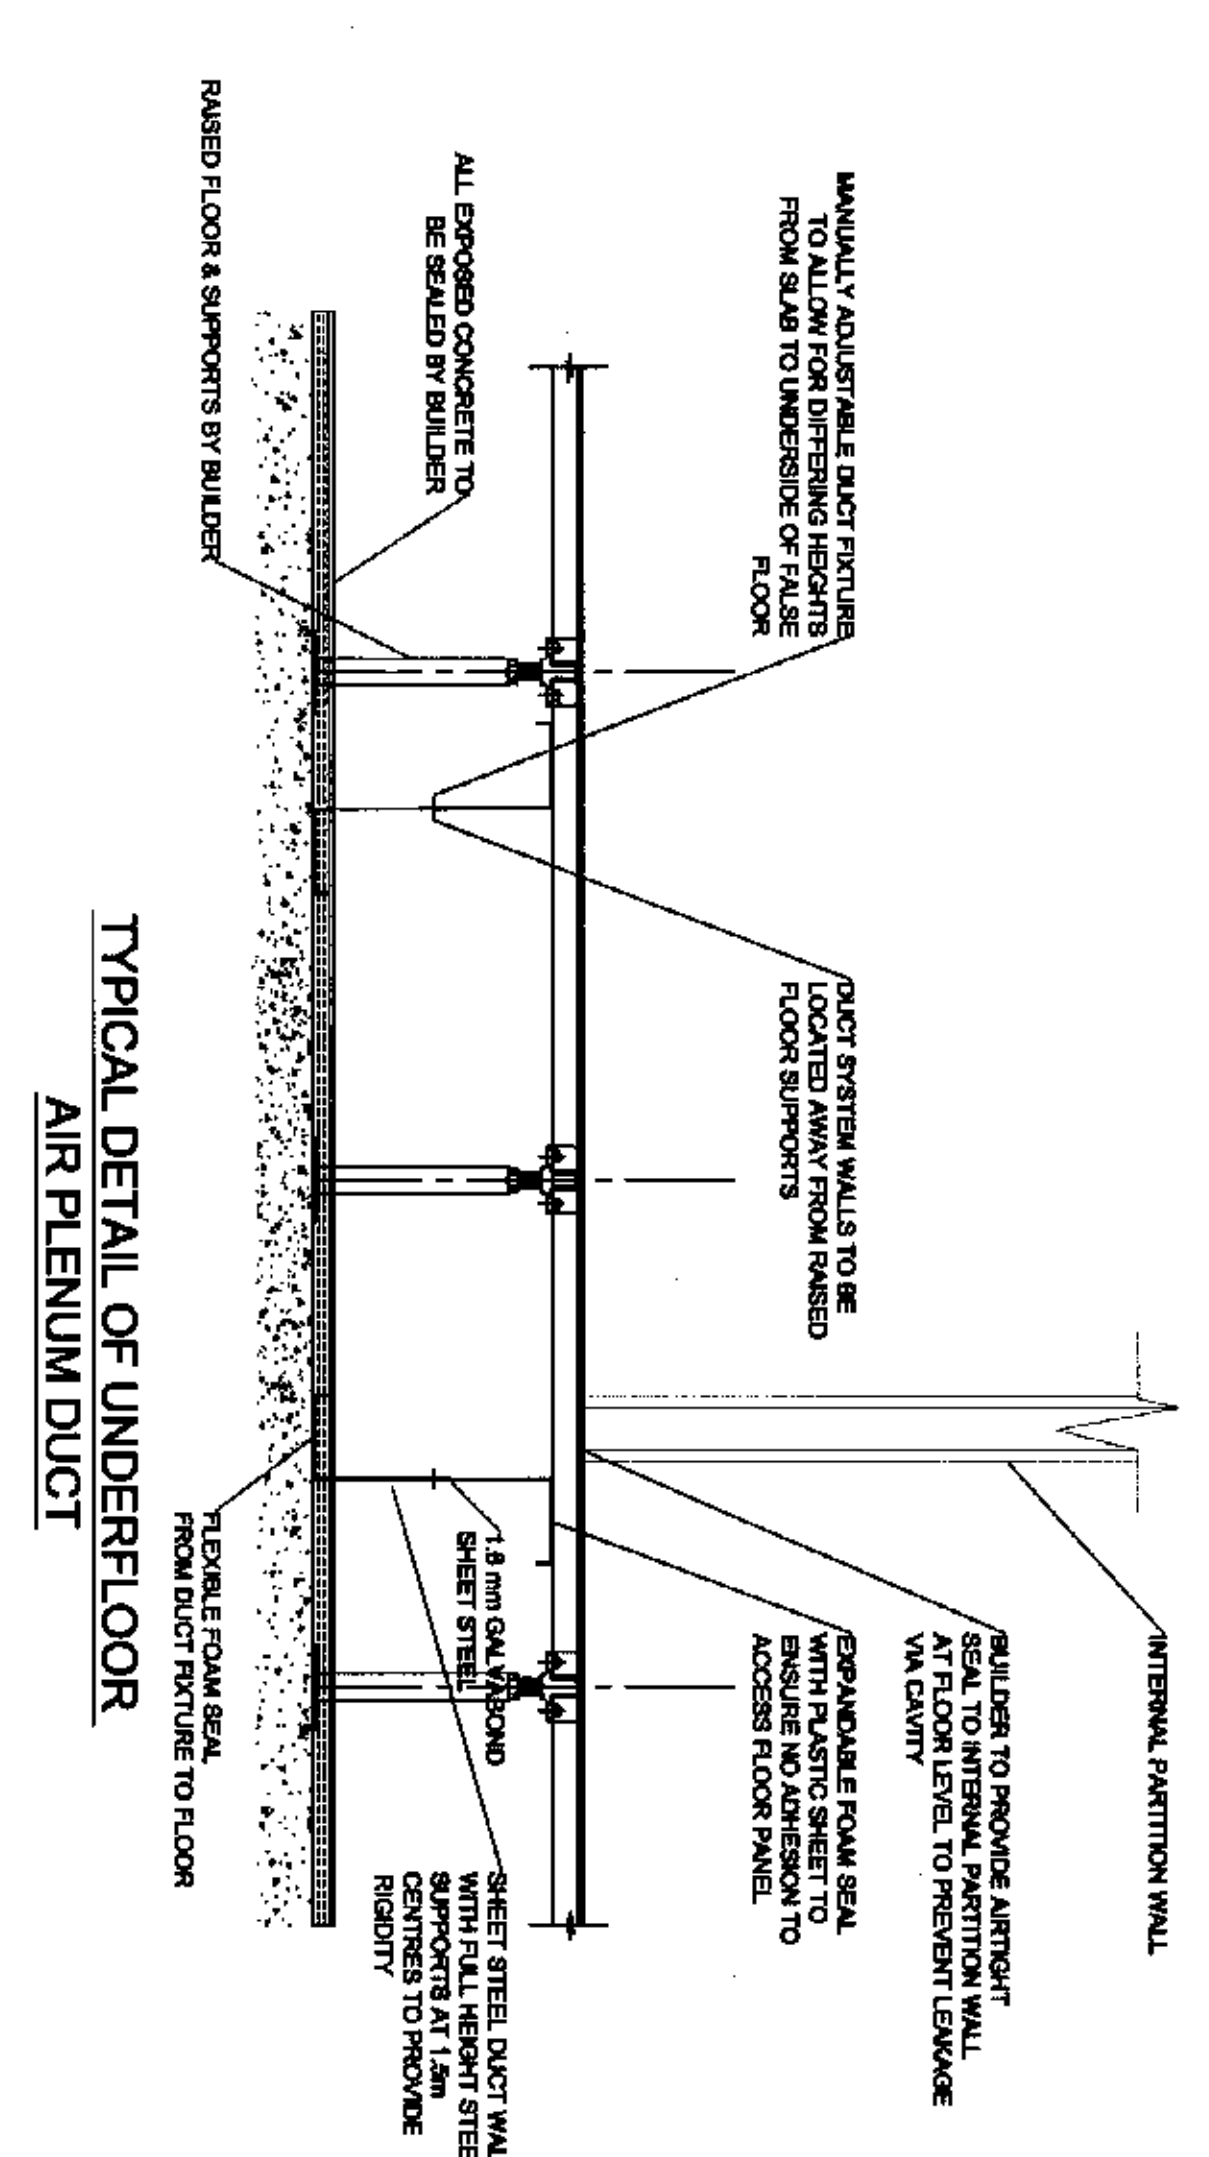 INTERNAL PARTITION WALL
BUILDER TO PROVIDE AIRTIGHT
SEAL TO INTERNAL PARTITION WALL
AT FLOOR LEVEL TO PREVENT LEAKAGE
VIA CAVITY
MANUALLY ADJUSTABLE DUCT FIXTURE
TO ALLOW FOR DIFFERING HEIGHTS
FROM SLAB TO UNDERSIDE OF FALSE
FLOOR
DUCT SYSTEM WALLS TO BE
LOCATED AWAY FROM RAISED
FLOOR SUPPORTS
EXPANDABLE FOAM SEAL
WITH PLASTIC SHEET TO
ENSURE NO ADHESION TO
ACCESS FLOOR PANEL
ALL EXPOSED CONCRETE TO
BE SEALED BY BUILDER
mm GALVABOND
SHEET STEEL
SHEET STEEL DUCT WAL
WITH FULL HEIGHT STEE
SUPPORTS AT 1.5m
CENTRES TO PROVIDE
RIGIDITY
RAISED FLOOR & SUPPORTS BY BUILDER
FLEXIBLE FOAM SEAL
FROM DUCT FIXTURE TO FLOOR
TYPICAL DETAIL OF UNDERFLOOR
AIR PLENUM DUCT